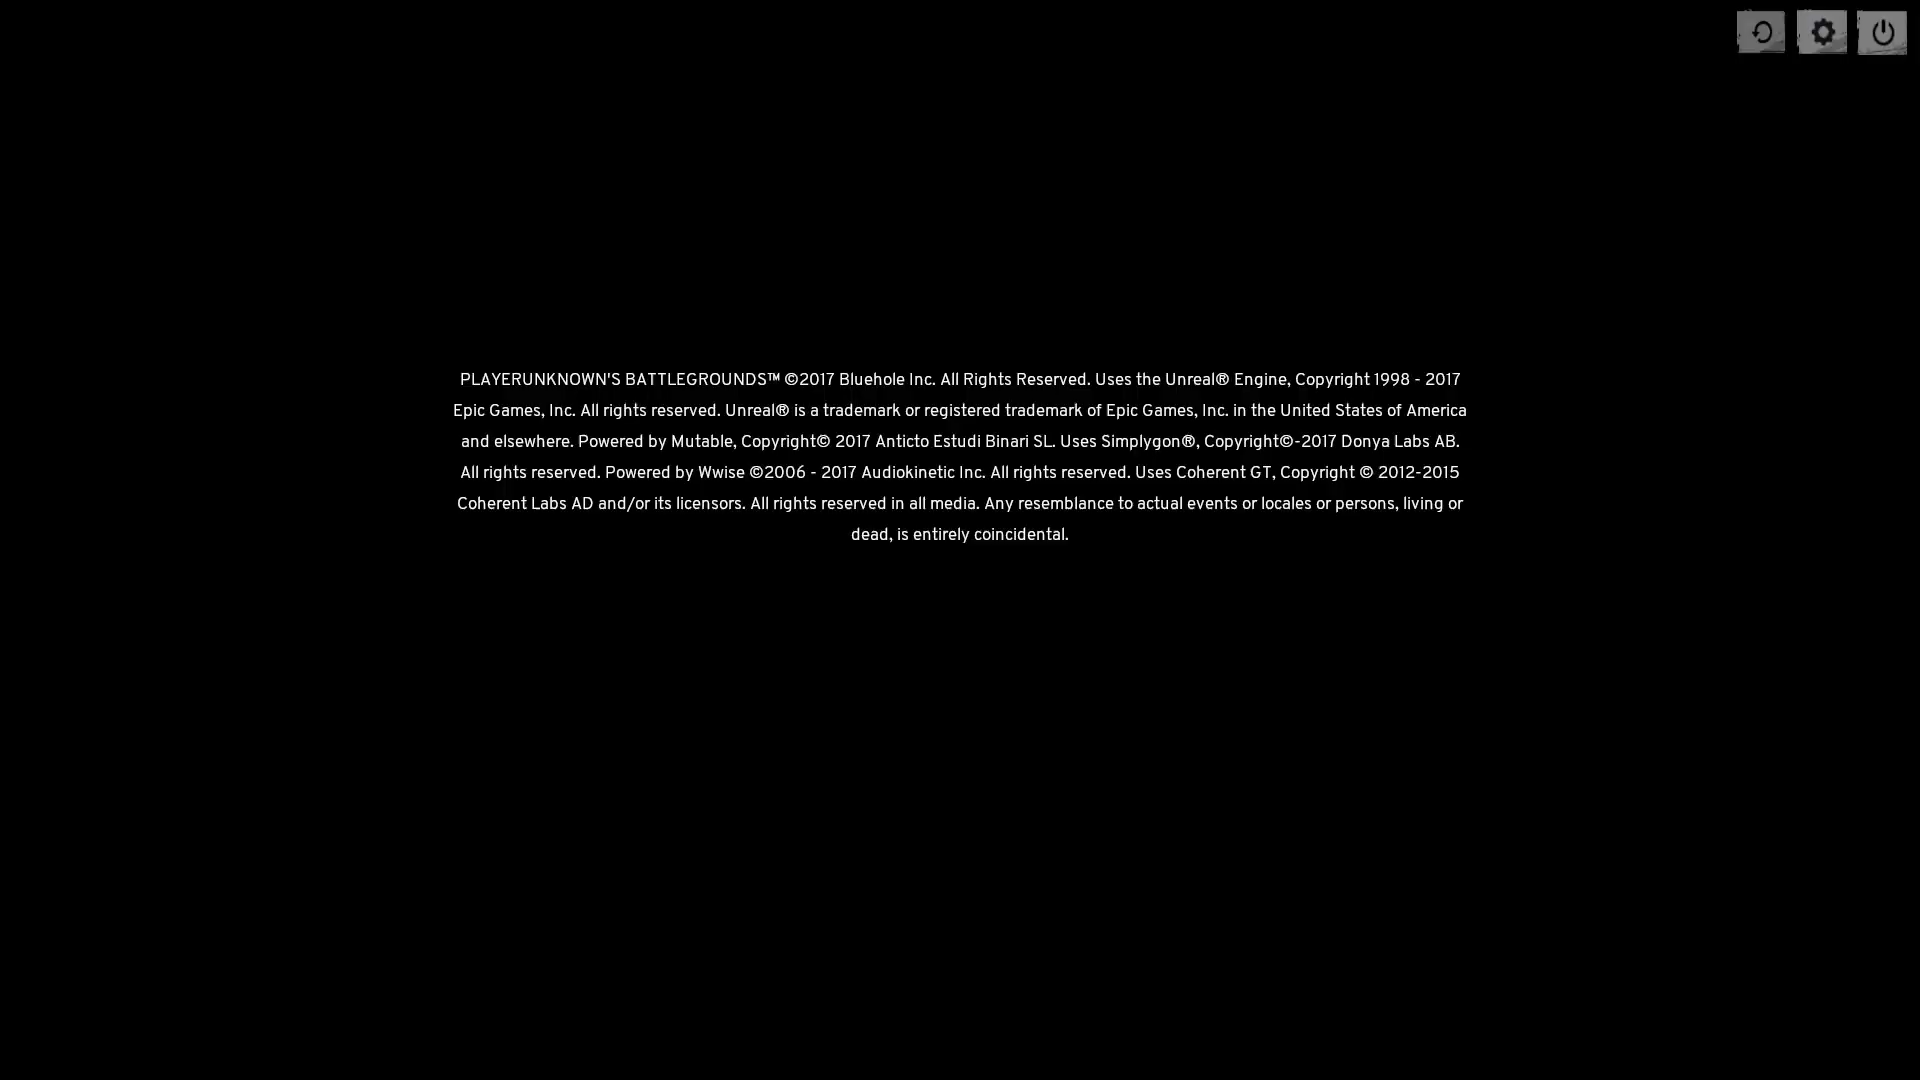 PLAYERUNKNOWN'S BATTLEGROUNDS™ ©2017 Bluehole Inc. All Rights Reserved. Uses the Unreal® Engine, Copyright 1998 - 2017
Epic Games, Inc. All rights reserved. Unreal® is a trademark or registered trademark of Epic Games, Inc. in the United States of America
and elsewhere. Powered by Mutable, Copyright© 2017 Anticto Estudi Binari SL. Uses Simplygon®, Copyright©-2017 Donya Labs AB.
All rights reserved. Powered by Wwise ©2006 - 2017 Audiokinetic Inc. All rights reserved. Uses Coherent GT, Copyright © 2012-2015
Coherent Labs AD and/or its licensors. All rights reserved in all media. Any resemblance to actual events or locales or persons, living or
dead, is entirely coincidental.